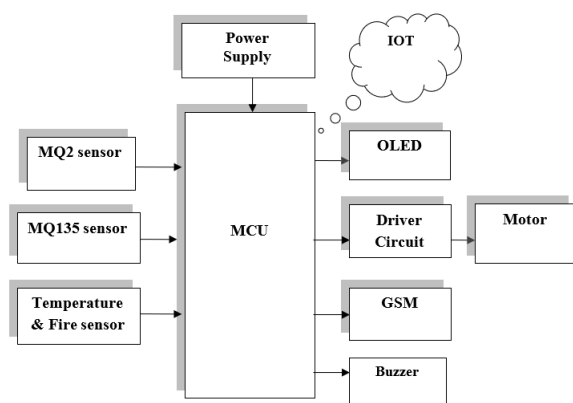 Power
Supply
IOT
MQ2 sensor
OLED
MQ135 sensor
MCU
Driver
Circuit
Motor
Temperature
& Fire sensor
GSM
Buzzer